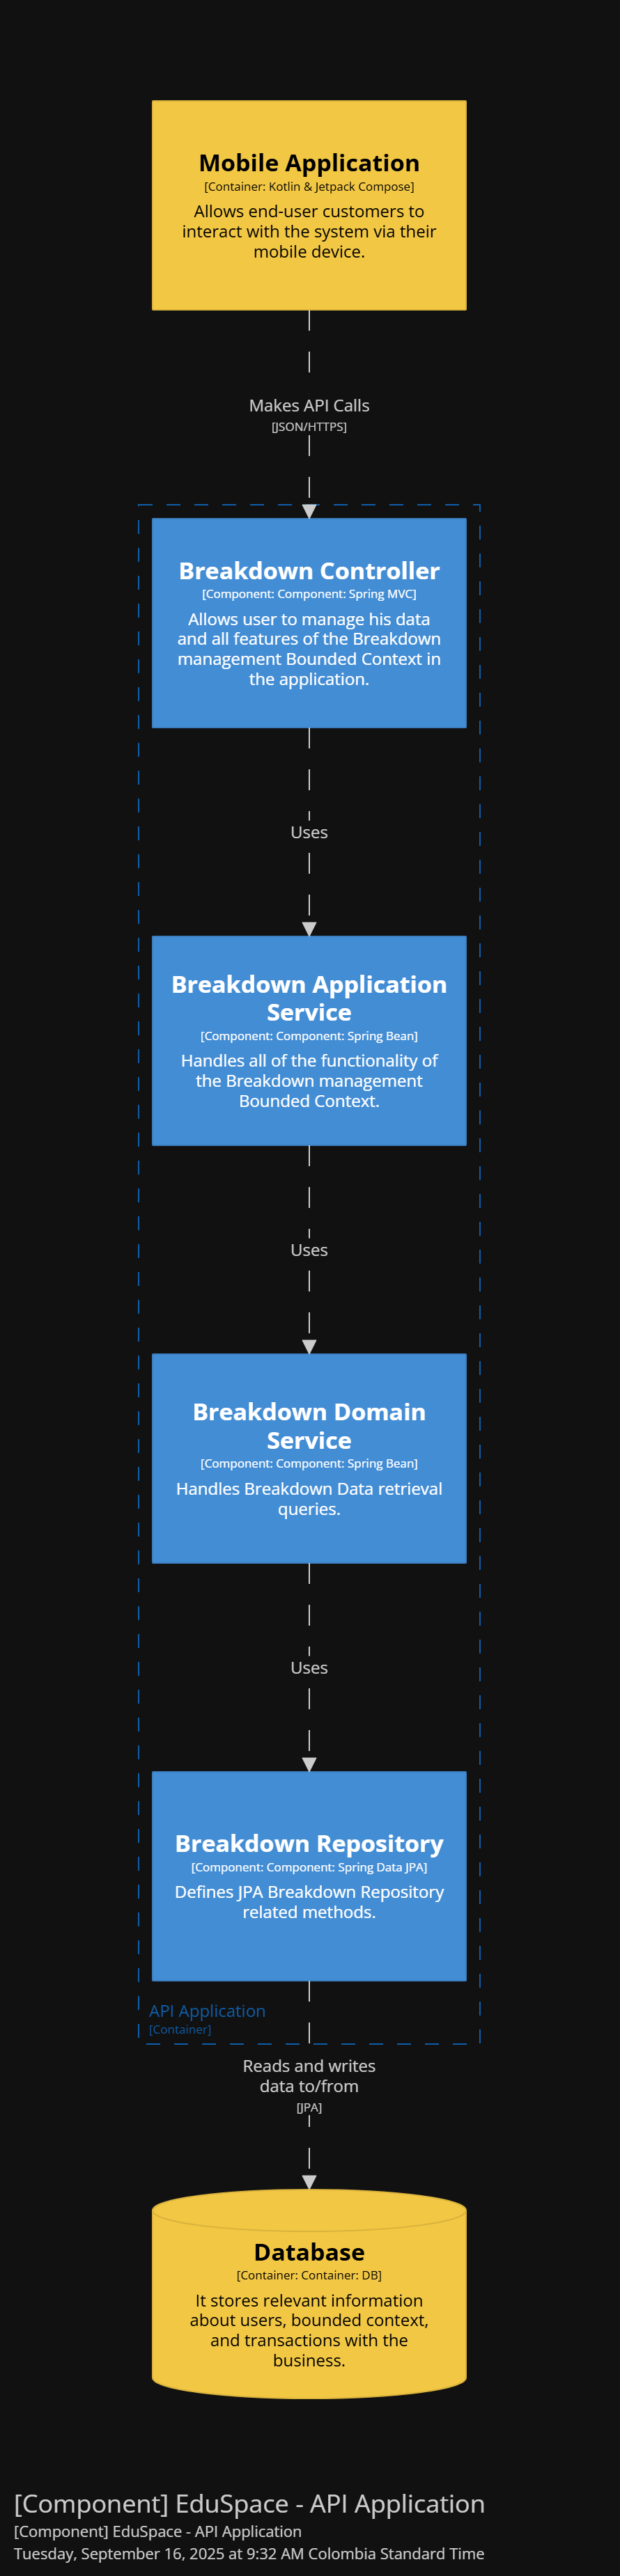 Mobile Application
[Container: Kotlin & Jetpack Compose]
Allows end-user customers to
interact with the system via their
mobile device.
Makes API Calls
[JSON/HTTPS]
Breakdown Controller
[Component: Component: Spring MVC]
Allows user to manage his data
and all features of the Breakdown
management Bounded Context in
the application.
Uses
Breakdown Application
Service
[Component: Component: Spring Bean]
Handles all of the functionality of
the Breakdown management
Bounded Context.
Uses
Breakdown Domain
Service
[Component: Component: Spring Bean]
Handles Breakdown Data retrieval
queries.
Uses
Breakdown Repository
[Component: Component: Spring Data JPA]
Defines JPA Breakdown Repository
related methods.
API Application
[Container]
Reads and writes
data to/from
[JPA]
Database
[Container: Container: DB]
It stores relevant information
about users, bounded context,
and transactions with the
business.
[Component] EduSpace - API Application
[Component] EduSpace - API Application
Tuesday, September 16, 2025 at 9:32 AM Colombia Standard Time